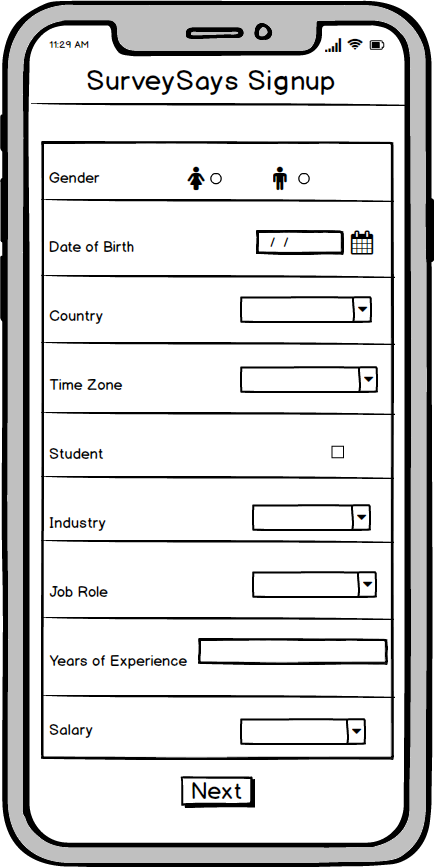 11:29 AM
SurveySays Signup
Gender
Date of Birth / /
Country
Time Zone
Student
Industry
Job Role
Years of Experience
Salary
Next